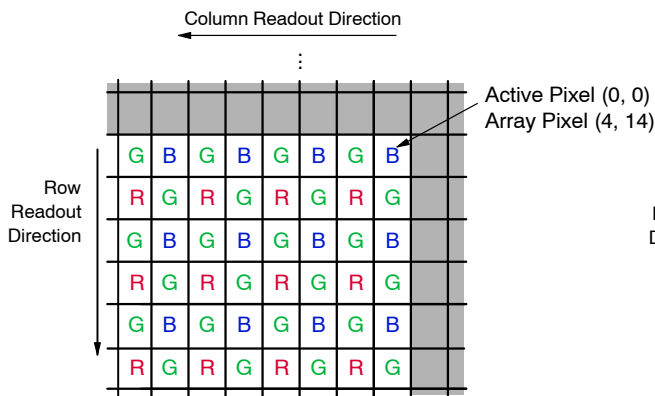 Column Readout Direction
⋮
Active Pixel (0, 0)
Array Pixel (4, 14)
G B G B G B G B
R G R G R G R G
G B G B G B G B
R G R G R G R G
G B G B G B G B
R G R G R G R G
Row
Readout
Direction